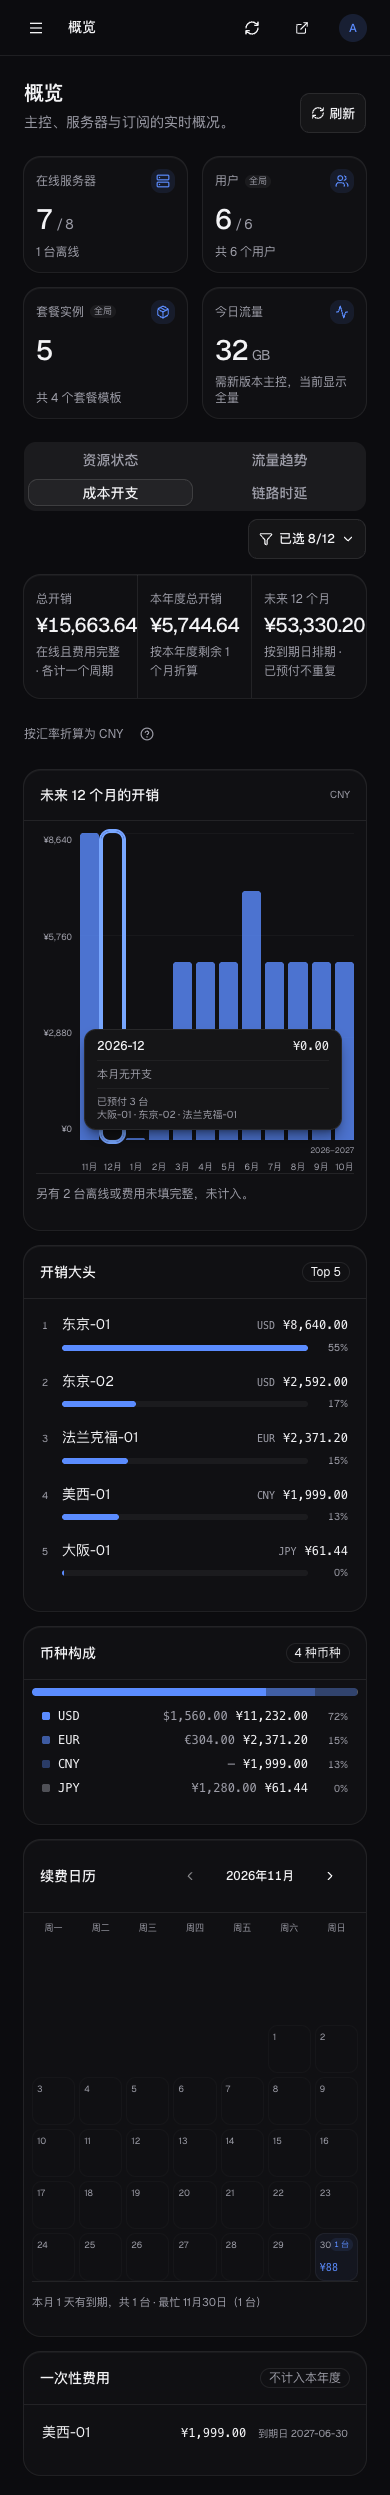 概览
A
概览
主控、服务器与订阅的实时概况。
刷新
在线服务器
7 / 8
1 台离线
用户 全局
6 / 6
共 6 个用户
套餐实例 全局
5
共 4 个套餐模板
今日流量
32 GB
需新版本主控，当前显示
全量
资源状态
流量趋势
成本开支
链路时延
已选 8/12
总开销
¥15,663.64
在线且费用完整
· 各计一个周期
本年度总开销
¥5,744.64
按本年度剩余 1
个月折算
未来 12 个月
¥53,330.20
按到期日排期 ·
已预付不重复
按汇率折算为 CNY
未来 12 个月的开销
CNY
¥8,640
¥5,760
¥2,880
¥0
2026-12 ¥0.00
本月无开支
已预付 3 台
大阪-01 · 东京-02 · 法兰克福-01
2026–2027
11月 12月 1月 2月 3月 4月 5月 6月 7月 8月 9月 10月
另有 2 台离线或费用未填完整，未计入。
开销大头
Top 5
1 东京-01 USD ¥8,640.00
55%
2 东京-02 USD ¥2,592.00
17%
3 法兰克福-01 EUR ¥2,371.20
15%
4 美西-01 CNY ¥1,999.00
13%
5 大阪-01 JPY ¥61.44
0%
币种构成
4 种币种
USD $1,560.00 ¥11,232.00 72%
EUR €304.00 ¥2,371.20 15%
CNY — ¥1,999.00 13%
JPY ¥1,280.00 ¥61.44 0%
续费日历
2026年11月
周一 周二 周三 周四 周五 周六 周日
1 2
3 4 5 6 7 8 9
10 11 12 13 14 15 16
17 18 19 20 21 22 23
24 25 26 27 28 29 30 1 台
¥88
本月 1 天有到期，共 1 台 · 最忙 11月30日（1 台）
一次性费用
不计入本年度
美西-01 ¥1,999.00 到期日 2027-06-30